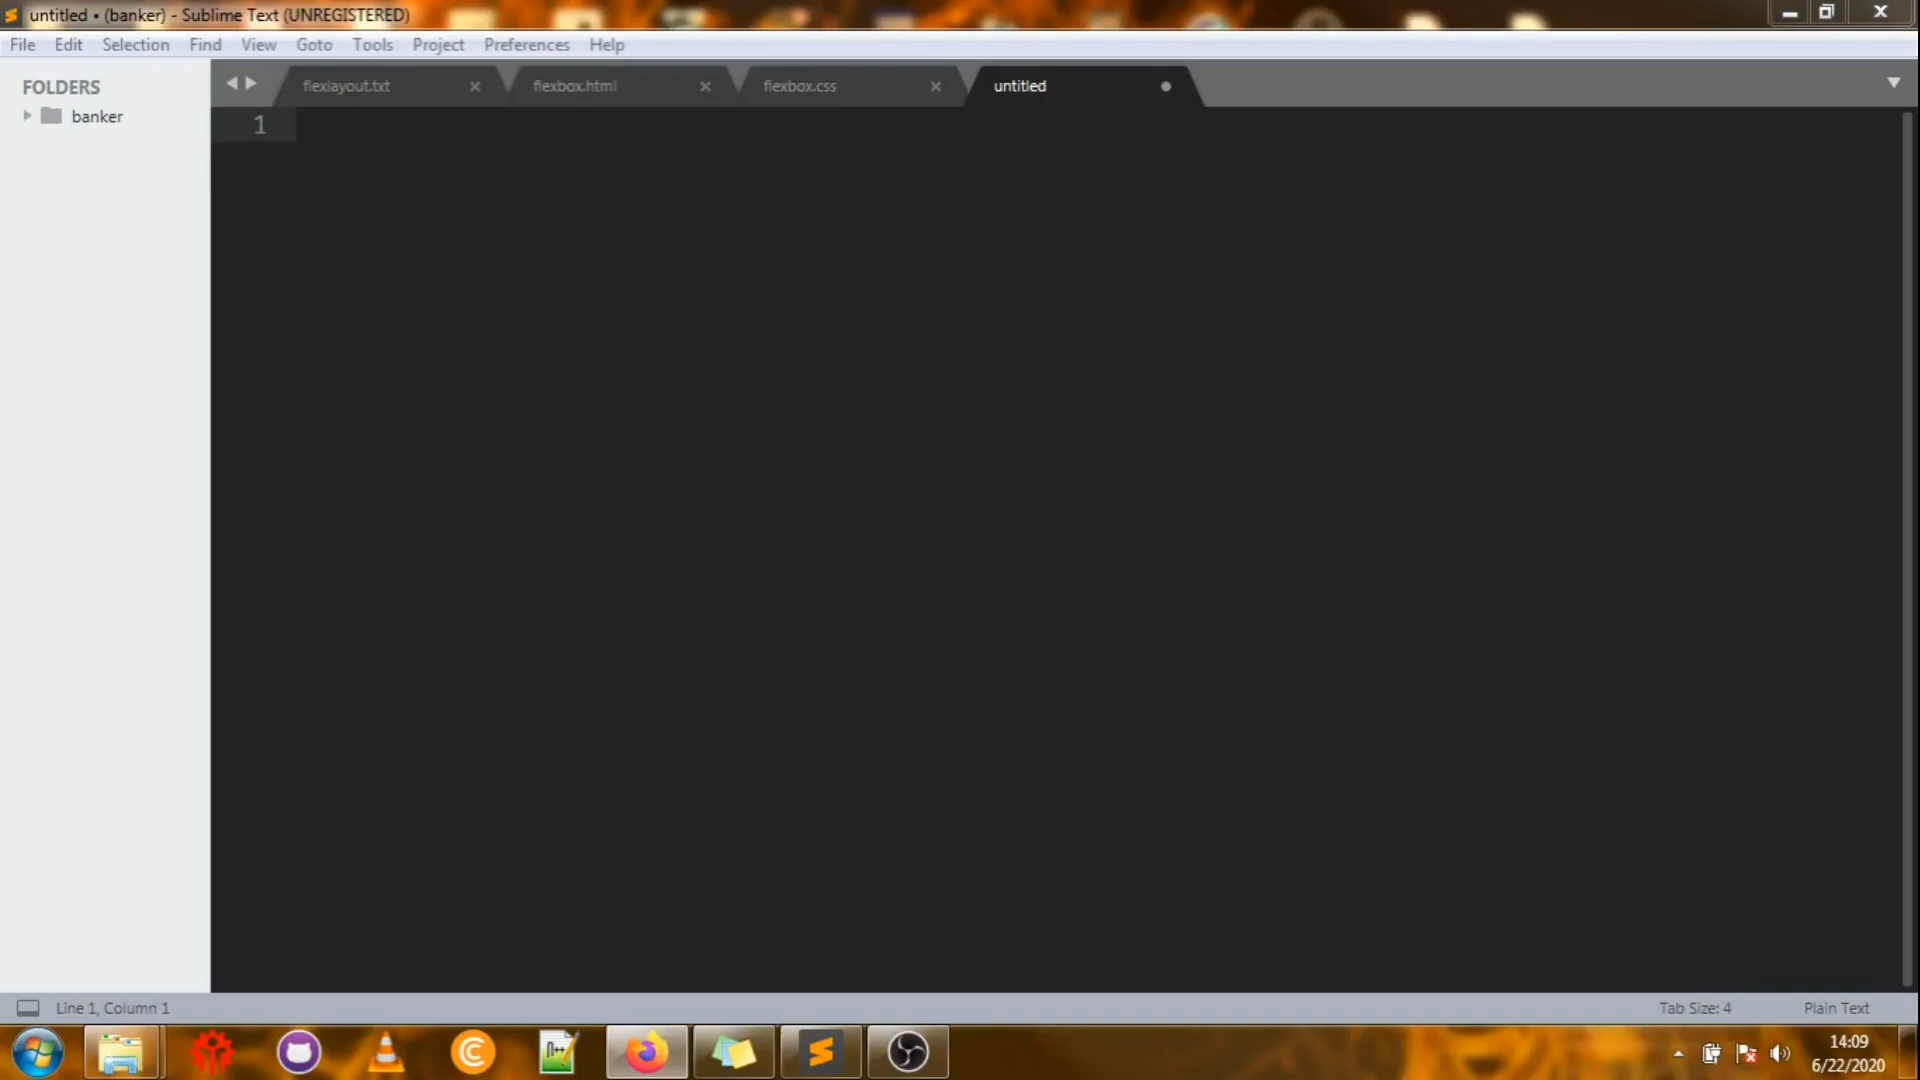 untitled • (banker) - Sublime Text (UNREGISTERED)
File Edit Selection Find View Goto Tools Project Preferences Help
FOLDERS
banker
flexlayout.txt
flexbox.html
flexbox.css
untitled
1
Line 1, Column 1
Tab Size: 4
Plain Text
14:09
6/22/2020